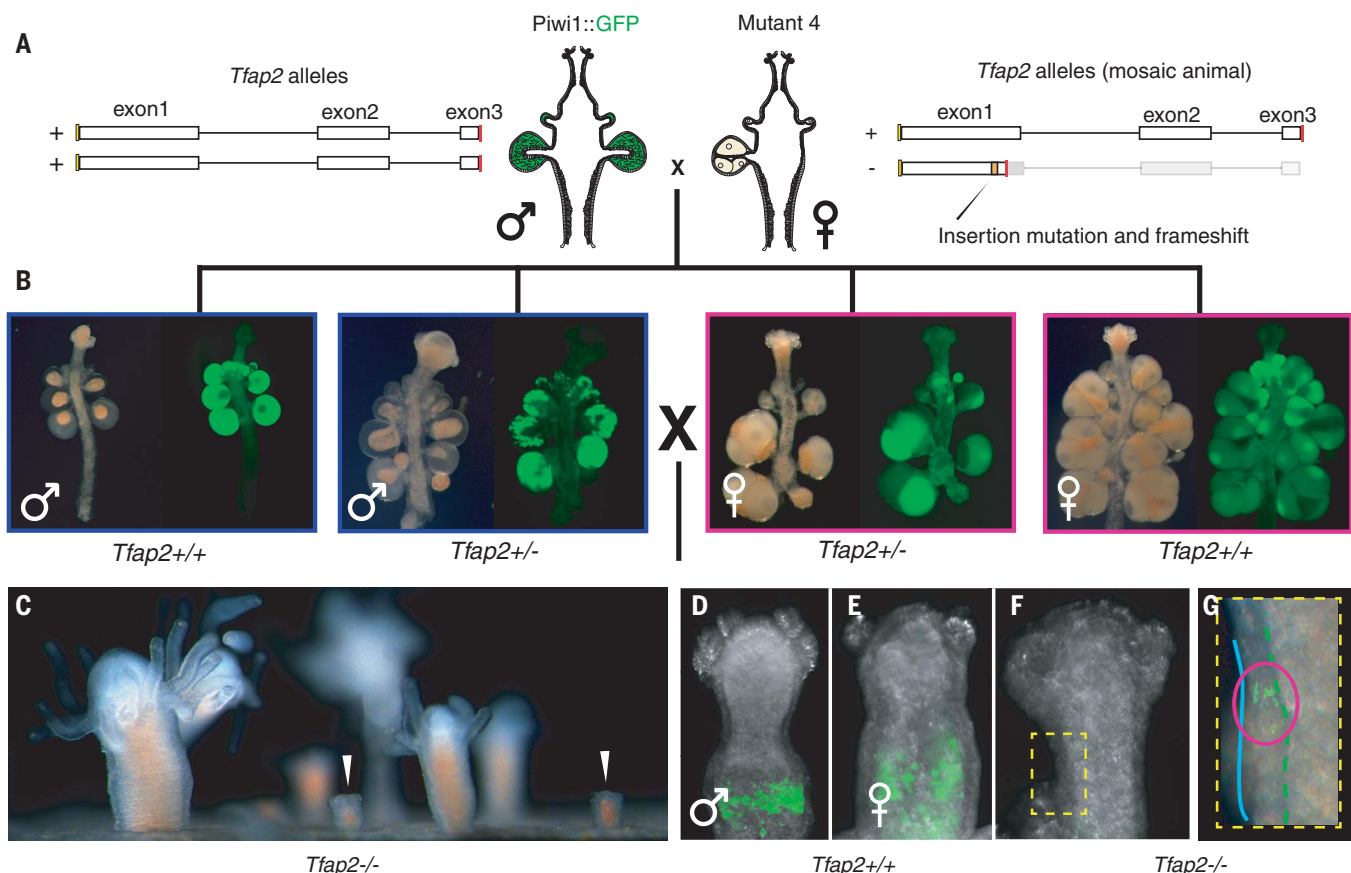 A
Piwi1::GFP
Mutant 4
Tfap2 alleles
Tfap2 alleles (mosaic animal)
exon1 exon2 exon3
exon1 exon2 exon3
+
+
x
+
-
♂
♀
Insertion mutation and frameshift
B
♂
♂
X
♀
♀
Tfap2+/+
Tfap2+/-
Tfap2+/-
Tfap2+/+
C
D
E
F
G
♂
♀
Tfap2-/-
Tfap2+/+
Tfap2-/-